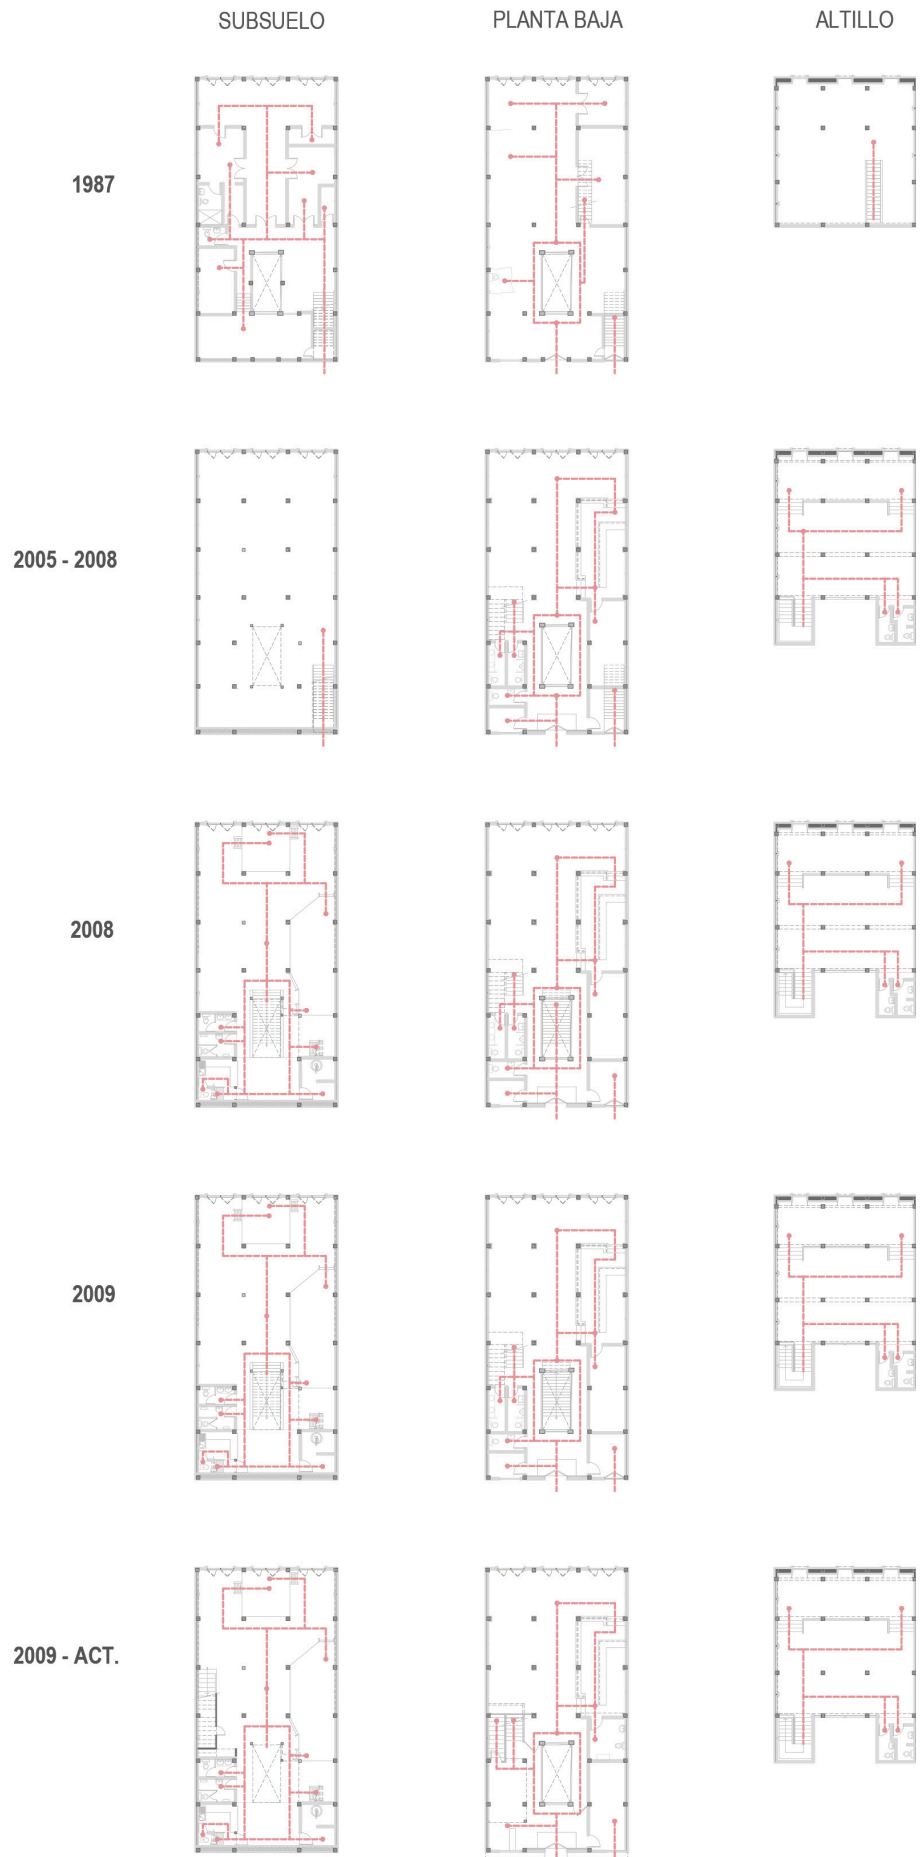 SUBSUELO
PLANTA BAJA
ALTILLO
1987
2005 - 2008
2008
2009
2009 - ACT.